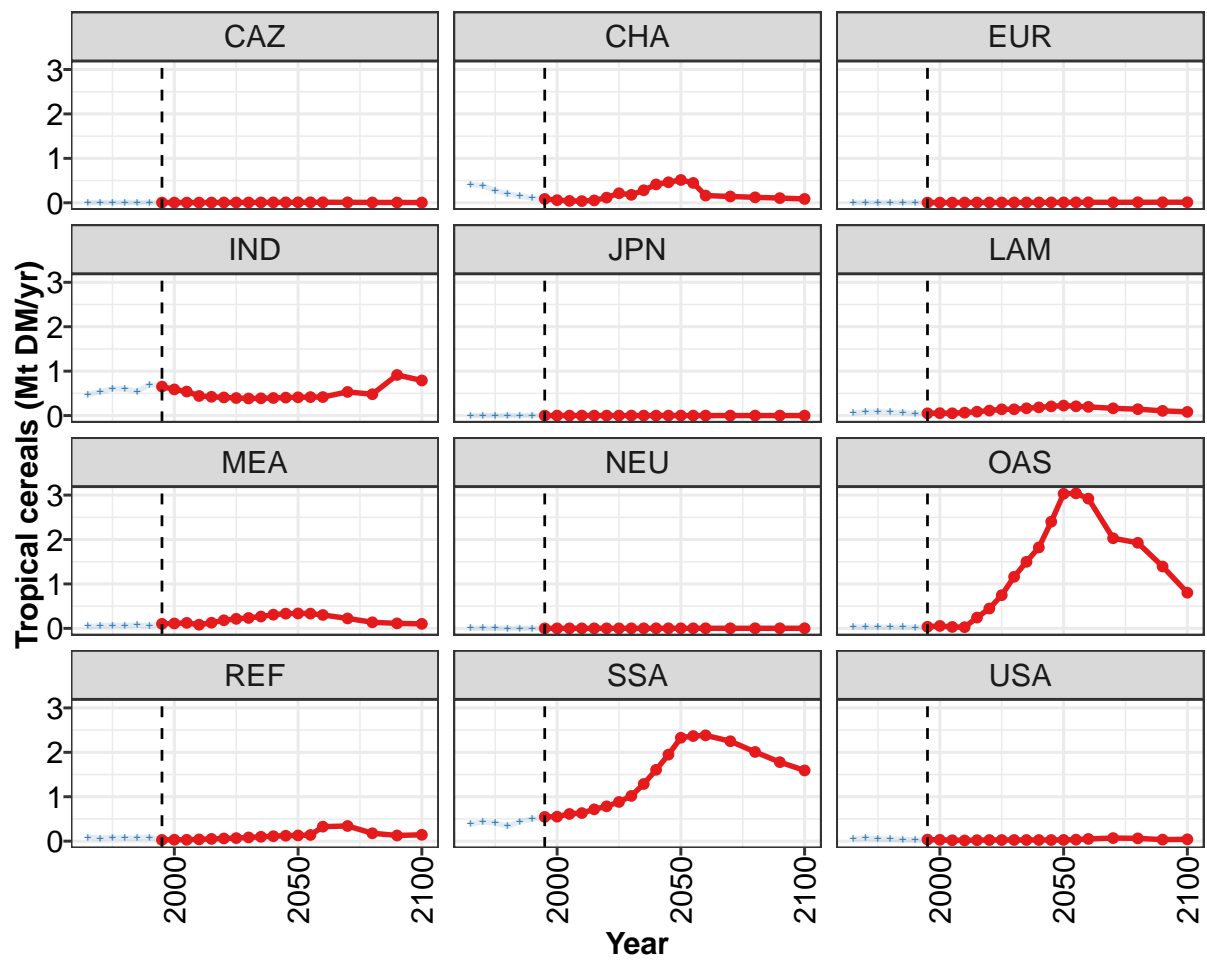 CAZ CHA EUR
3
2
1
0
IND JPN LAM
3
2
1
0
MEA NEU OAS
3
2
1
0
REF SSA USA
3
2
1
0
2000 2050 2100 2000 2050 2100 2000 2050 2100
Year
Tropical cereals (Mt DM/yr)